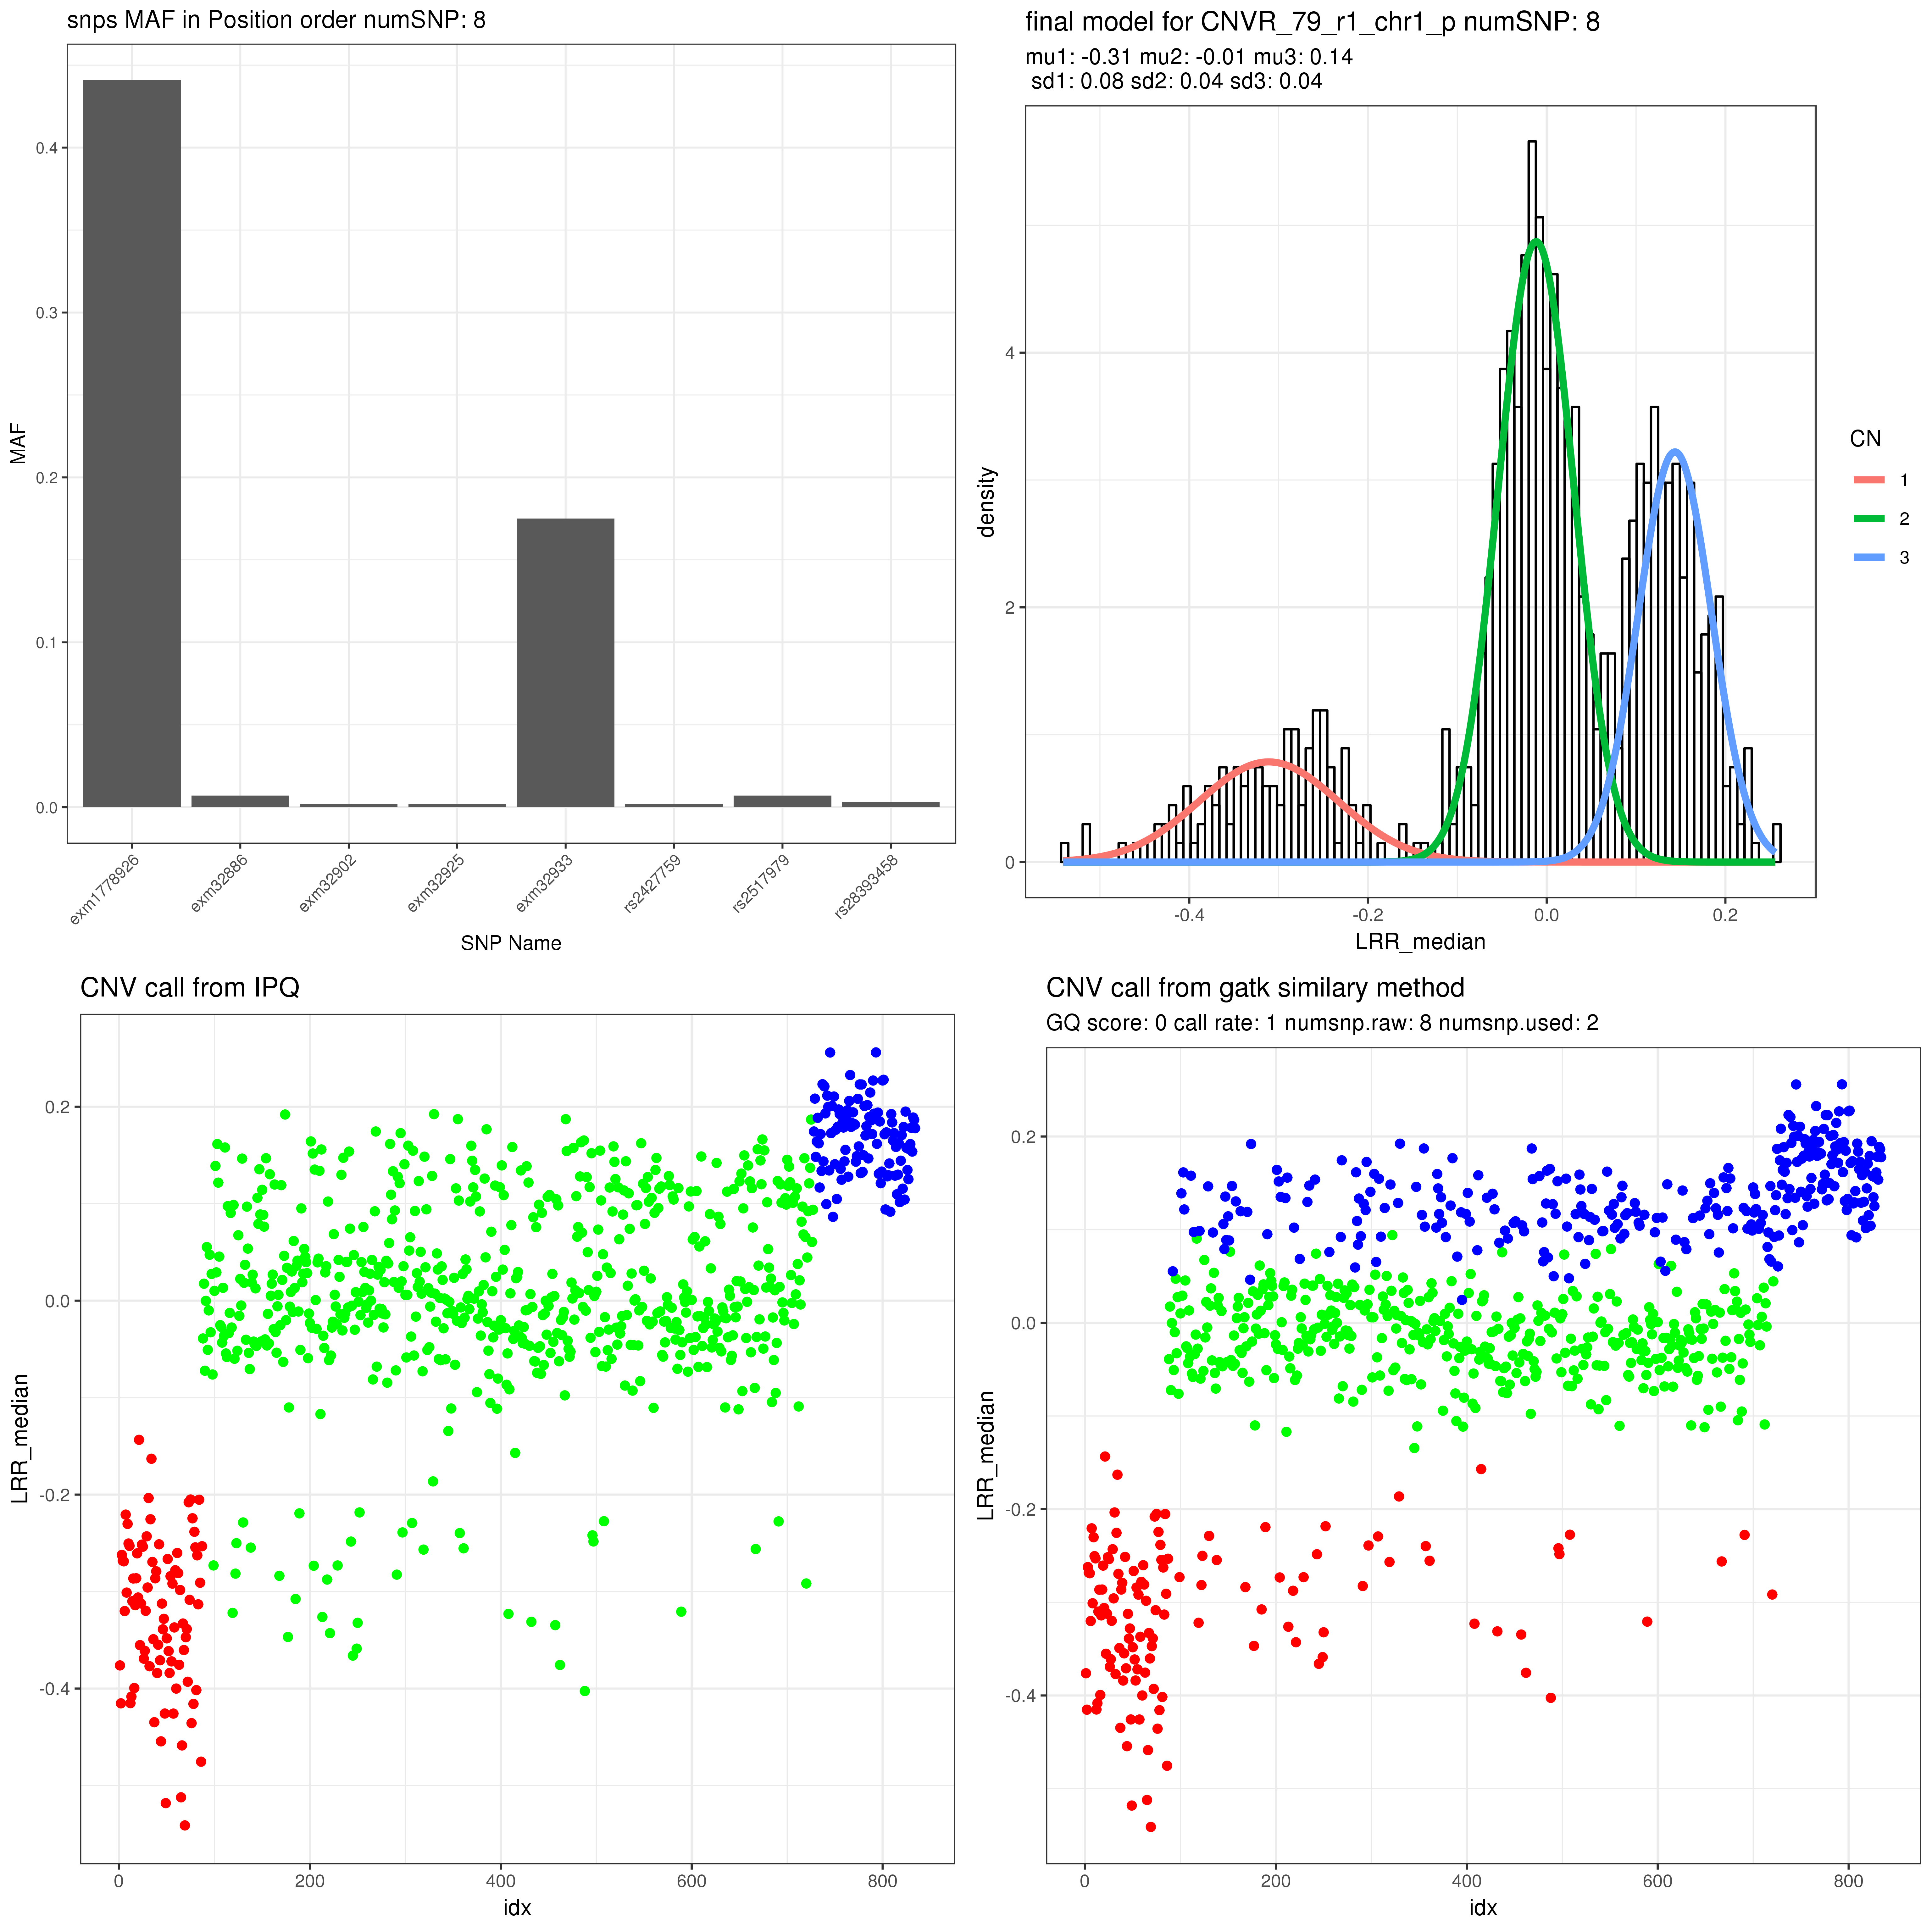 snps MAF in Position order numSNP: 8
MAF
0.4
0.3
0.2
0.1
0.0
exm1778926
exm32886
exm32902
exm32925
exm32933
rs2427759
rs2517979
rs28393458
SNP Name
final model for CNVR_79_r1_chr1_p numSNP: 8
mu1: -0.31 mu2: -0.01 mu3: 0.14
sd1: 0.08 sd2: 0.04 sd3: 0.04
density
4
2
0
-0.4
-0.2
0.0
0.2
LRR_median
CN
1
2
3
CNV call from IPQ
LRR_median
0.2
0.0
-0.2
-0.4
0
200
400
600
800
idx
CNV call from gatk similary method
GQ score: 0 call rate: 1 numsnp.raw: 8 numsnp.used: 2
LRR_median
0.2
0.0
-0.2
-0.4
0
200
400
600
800
idx